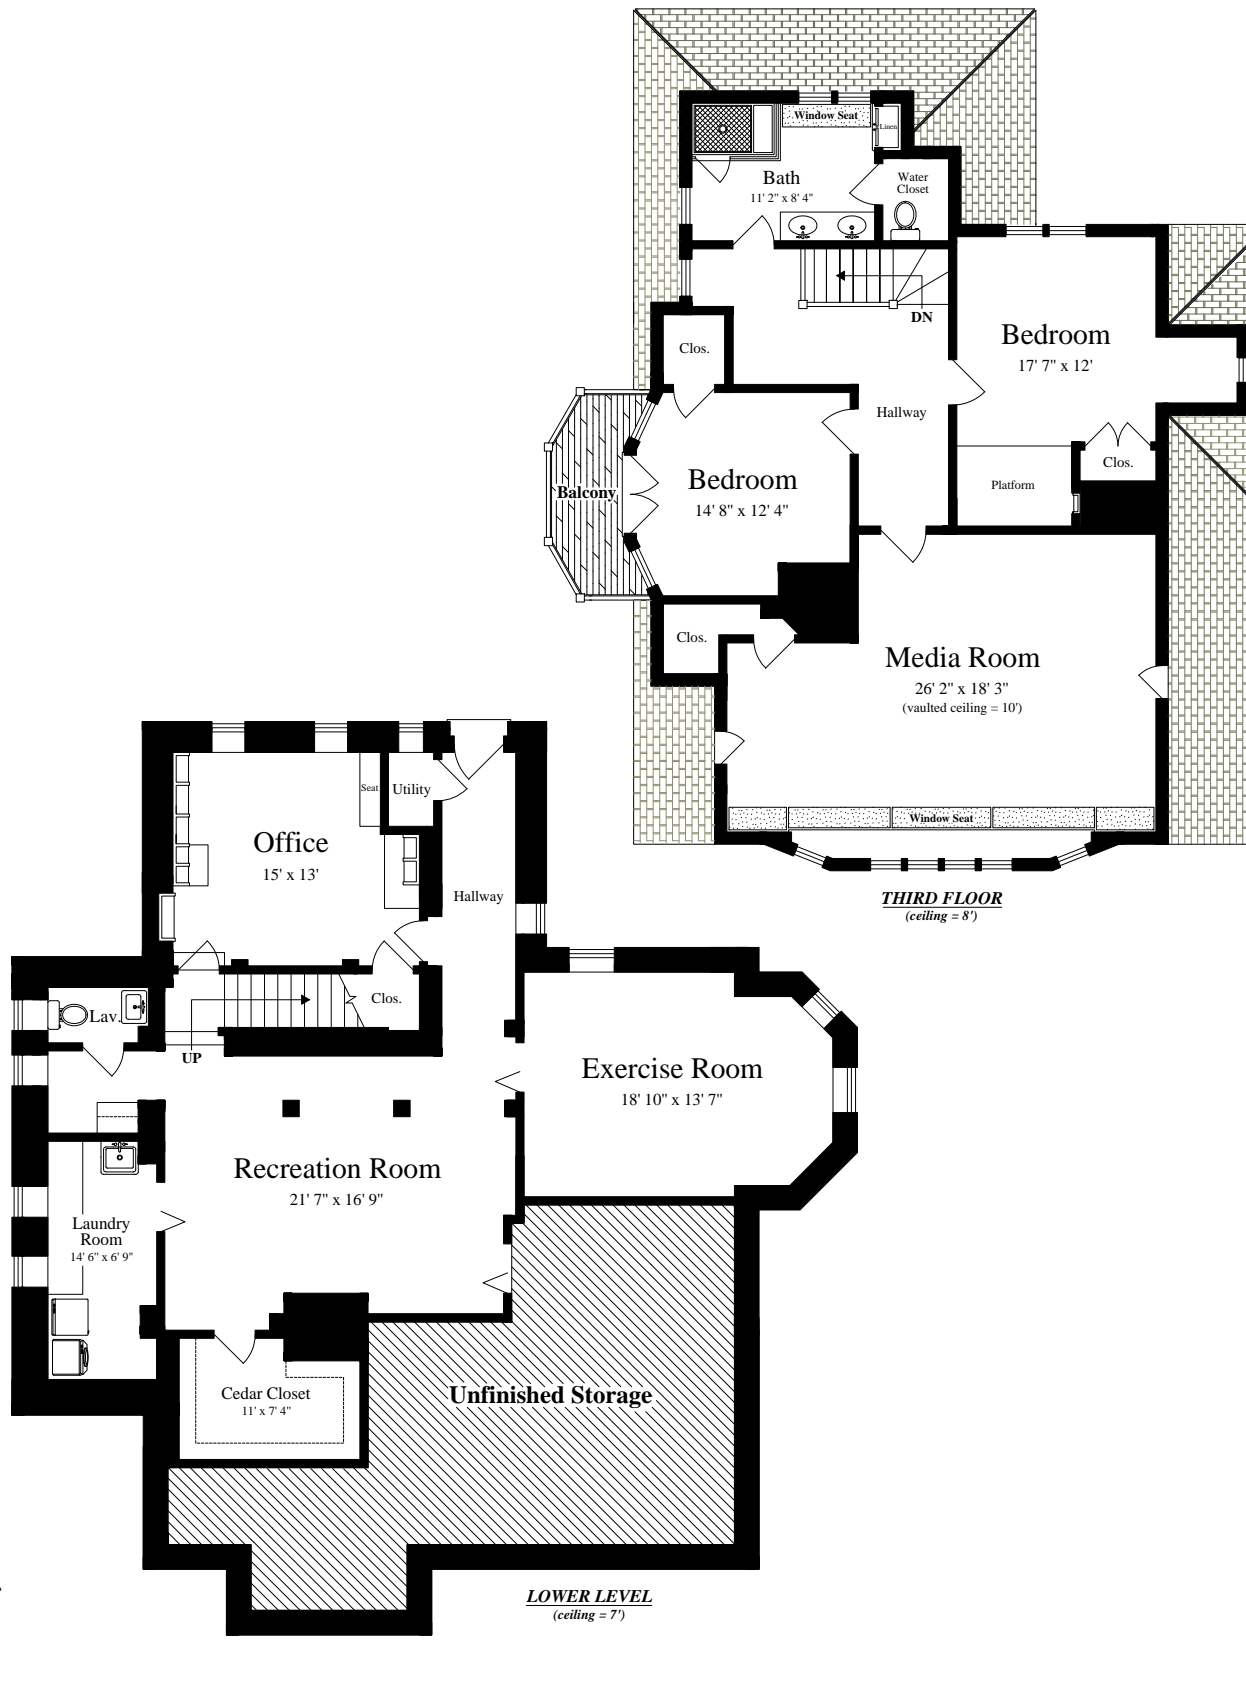 Window Seat
Linen
Bath
11' 2" x 8' 4"
Water
Closet
DN
Bedroom
17' 7" x 12'
Clos.
Hallway
Clos.
Platform
Balcony
Bedroom
14' 8" x 12' 4"
Clos.
Media Room
26' 2" x 18' 3"
(vaulted ceiling = 10')
Window Seat
THIRD FLOOR
(ceiling = 8')
Seat
Utility
Office
15' x 13'
Hallway
Clos.
Lav.
UP
Exercise Room
18' 10" x 13' 7"
Recreation Room
21' 7" x 16' 9"
Laundry
Room
14' 6" x 6' 9"
Cedar Closet
11' x 7' 4"
Unfinished Storage
LOWER LEVEL
(ceiling = 7')